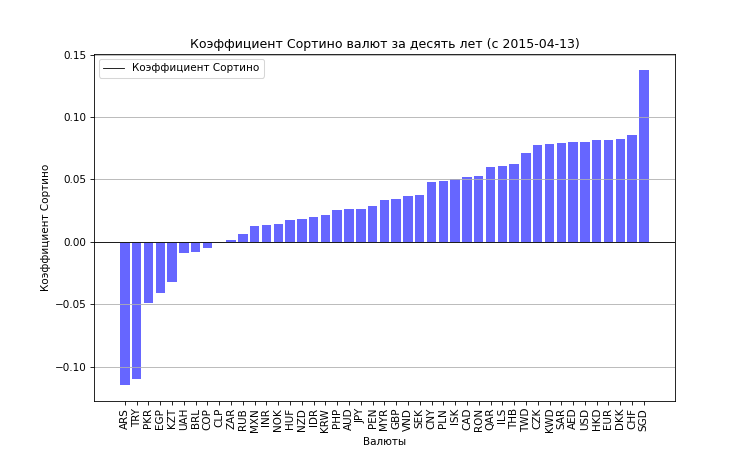 Коэффициент Сортино валют за десять лет (с 2015-04-13)
Коэффициент Сортино
0.15
0.10
0.05
0.00
−0.05
−0.10
Коэффициент Сортино
ARS TRY PKR EGP KZT UAH BRL COP CLP ZAR RUB MXN INR NOK HUF NZD IDR KRW PHP AUD JPY PEN MYR GBP VND SEK CNY PLN ISK CAD RON QAR ILS THB TWD CZK KWD SAR AED USD HKD EUR DKK CHF SGD
Валюты